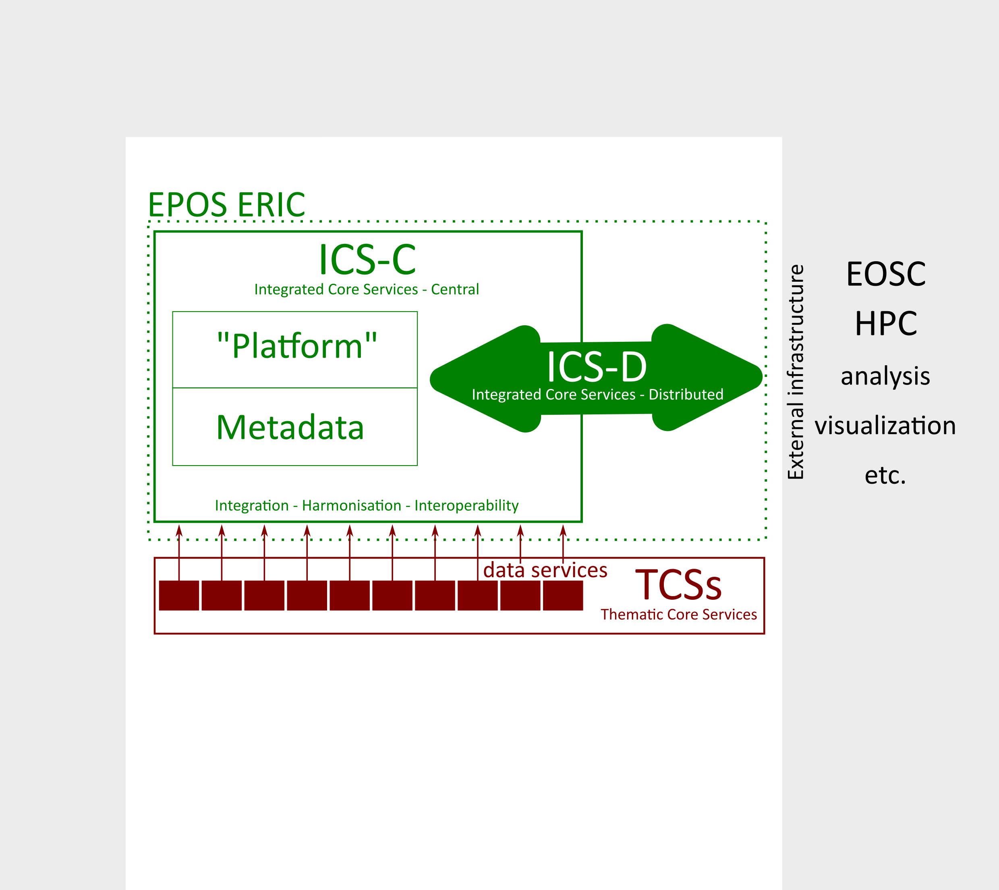 EPOS ERIC
ICS-C
Integrated Core Services - Central
"Platform"
Metadata
Integration - Harmonisation - Interoperability
ICS-D
Integrated Core Services - Distributed
External infrastructure
EOSC
HPC
analysis
visualization
etc.
data services
TCSs
Thematic Core Services